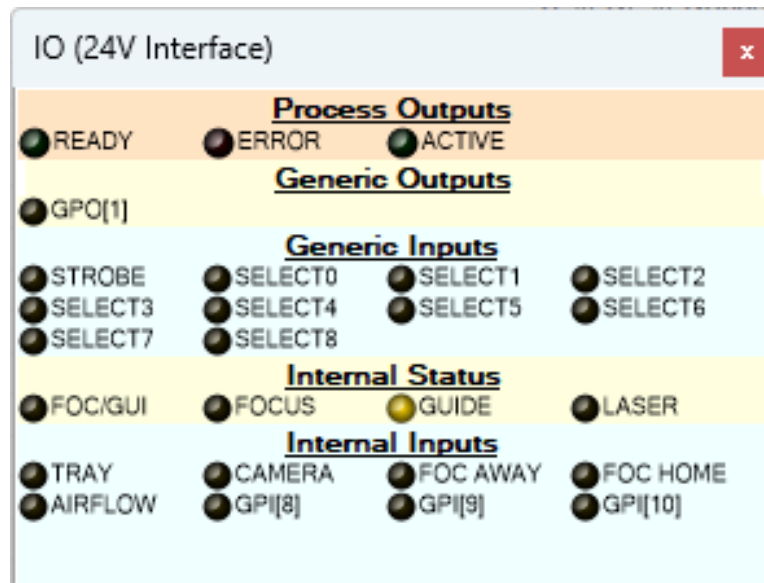 IO (24V Interface)
x
Process Outputs
READY ERROR ACTIVE
Generic Outputs
GPO[1]
Generic Inputs
STROBE SELECT0 SELECT1 SELECT2
SELECT3 SELECT4 SELECT5 SELECT6
SELECT7 SELECT8
Internal Status
FOC/GUI FOCUS GUIDE LASER
Internal Inputs
TRAY CAMERA FOC AWAY FOC HOME
AIRFLOW GPI[8] GPI[9] GPI[10]